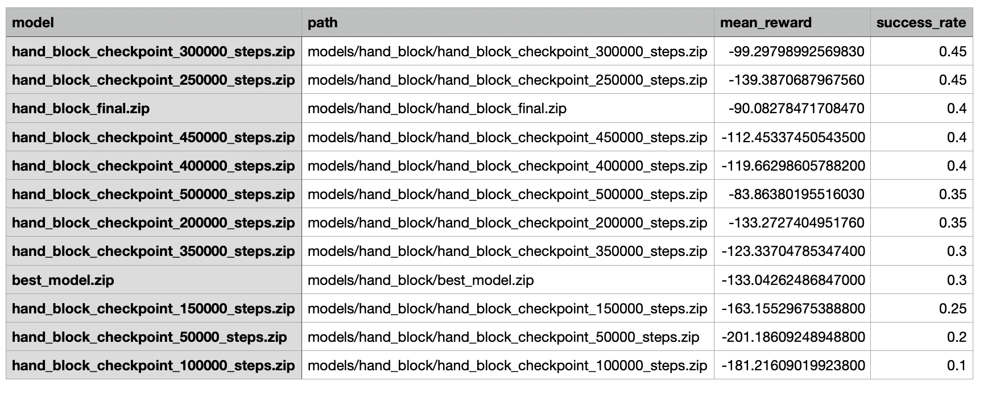 model path mean_reward success_rate
hand_block_checkpoint_300000_steps.zip models/hand_block/hand_block_checkpoint_300000_steps.zip -99.29798992569830 0.45
hand_block_checkpoint_250000_steps.zip models/hand_block/hand_block_checkpoint_250000_steps.zip -139.3870687967560 0.45
hand_block_final.zip models/hand_block/hand_block_final.zip -90.08278471708470 0.4
hand_block_checkpoint_450000_steps.zip models/hand_block/hand_block_checkpoint_450000_steps.zip -112.45337450543500 0.4
hand_block_checkpoint_400000_steps.zip models/hand_block/hand_block_checkpoint_400000_steps.zip -119.66298605788200 0.4
hand_block_checkpoint_500000_steps.zip models/hand_block/hand_block_checkpoint_500000_steps.zip -83.86380195516030 0.35
hand_block_checkpoint_200000_steps.zip models/hand_block/hand_block_checkpoint_200000_steps.zip -133.2727404951760 0.35
hand_block_checkpoint_350000_steps.zip models/hand_block/hand_block_checkpoint_350000_steps.zip -123.33704785347400 0.3
best_model.zip models/hand_block/best_model.zip -133.04262486847000 0.3
hand_block_checkpoint_150000_steps.zip models/hand_block/hand_block_checkpoint_150000_steps.zip -163.15529675388800 0.25
hand_block_checkpoint_50000_steps.zip models/hand_block/hand_block_checkpoint_50000_steps.zip -201.18609248948800 0.2
hand_block_checkpoint_100000_steps.zip models/hand_block/hand_block_checkpoint_100000_steps.zip -181.21609019923800 0.1